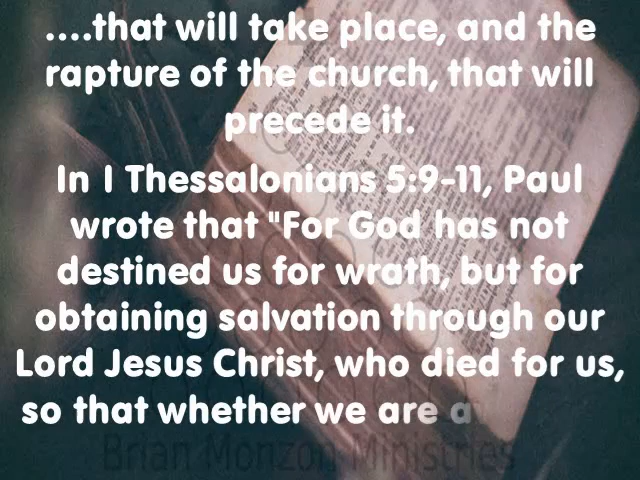 ....that will take place, and the
rapture of the church, that will
precede it.
In 1 Thessalonians 5:9-11, Paul
wrote that "For God has not
destined us for wrath, but for
obtaining salvation through our
Lord Jesus Christ, who died for us,
so that whether we are a
Brian Monzon Ministries